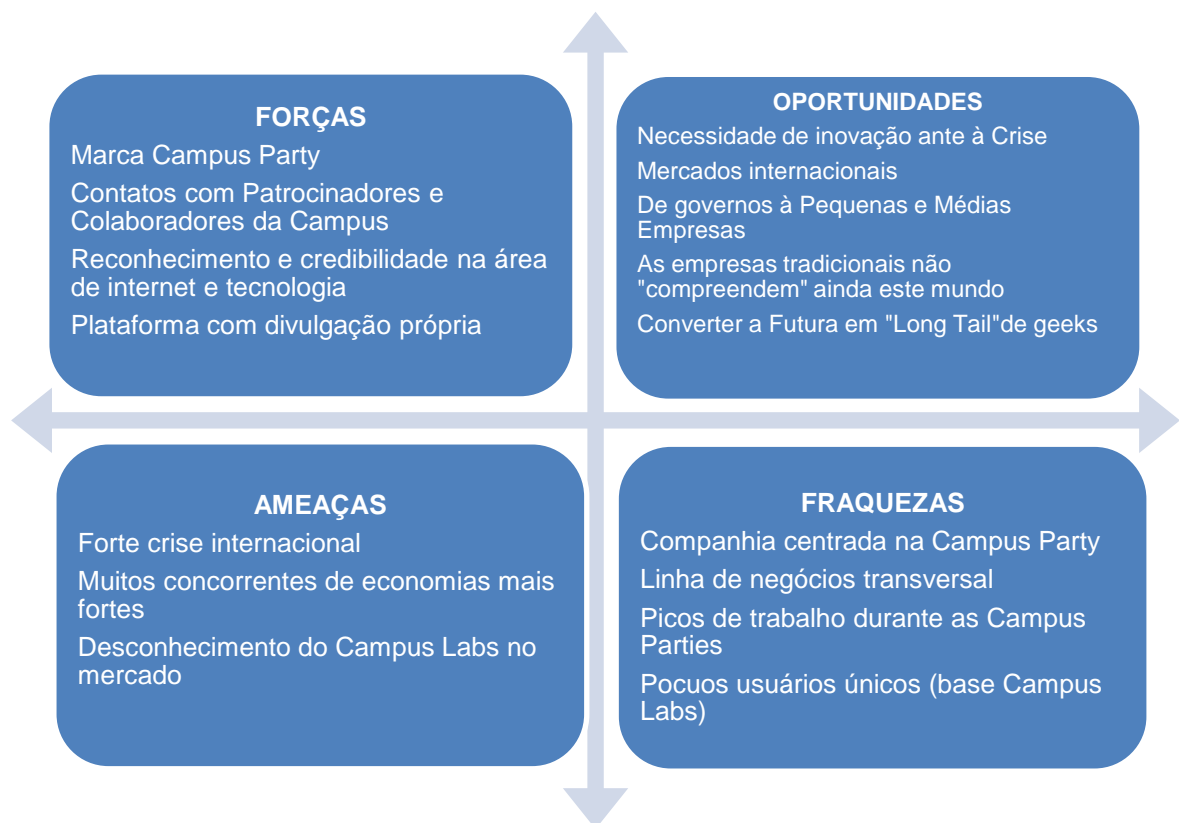 FORÇAS
Marca Campus Party
Contatos com Patrocinadores e
Colaboradores da Campus
Reconhecimento e credibilidade na área
de internet e tecnologia
Plataforma com divulgação própria
OPORTUNIDADES
Necessidade de inovação ante à Crise
Mercados internacionais
De governos à Pequenas e Médias
Empresas
As empresas tradicionais não
"compreendem" ainda este mundo
Converter a Futura em "Long Tail"de geeks
AMEAÇAS
Forte crise internacional
Muitos concorrentes de economias mais
fortes
Desconhecimento do Campus Labs no
mercado
FRAQUEZAS
Companhia centrada na Campus Party
Linha de negócios transversal
Picos de trabalho durante as Campus
Parties
Pocuos usuários únicos (base Campus
Labs)